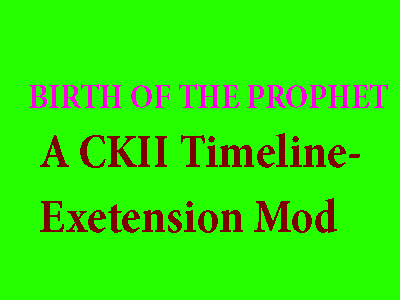 BIRTH OF THE PROPHET
A CKII Timeline-
Exetension Mod